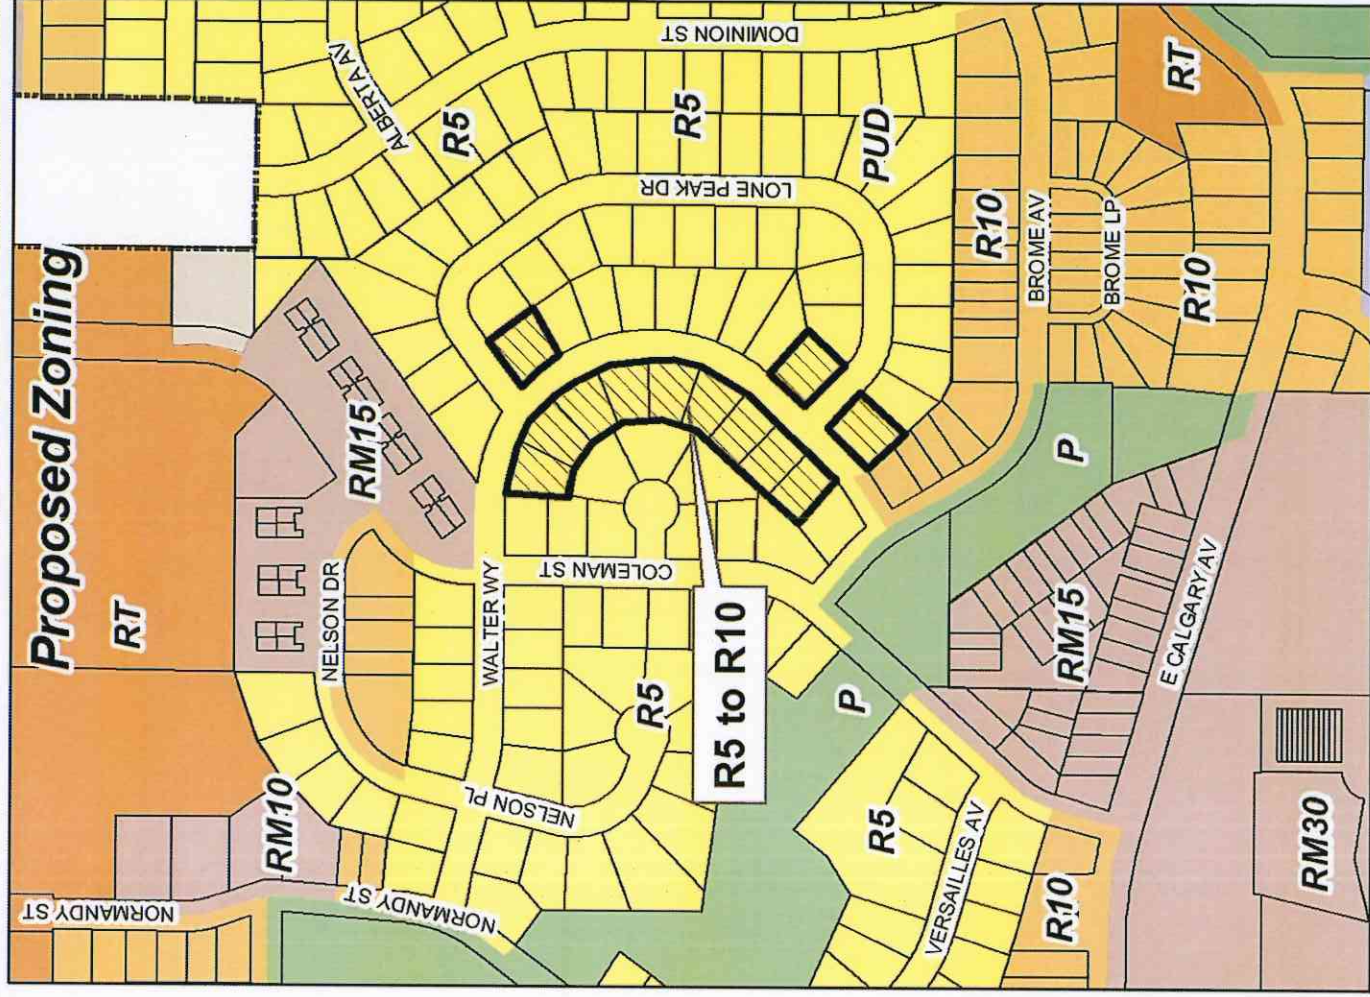 Proposed Zoning
RT
ALBERTA AV
DOMINION ST
R5
R5
PUD
RT
LONE PEAK DR
R10
BROME AV
BROME LP
R10
RM15
NELSON DR
WALTER WY
COLEMAN ST
R5 to R10
R5
P
P
RM15
E CALGARY AV
RM10
NELSON PL
NORMANDY ST
NORMANDY ST
R5
VERSAILLES AV
R10
RM30